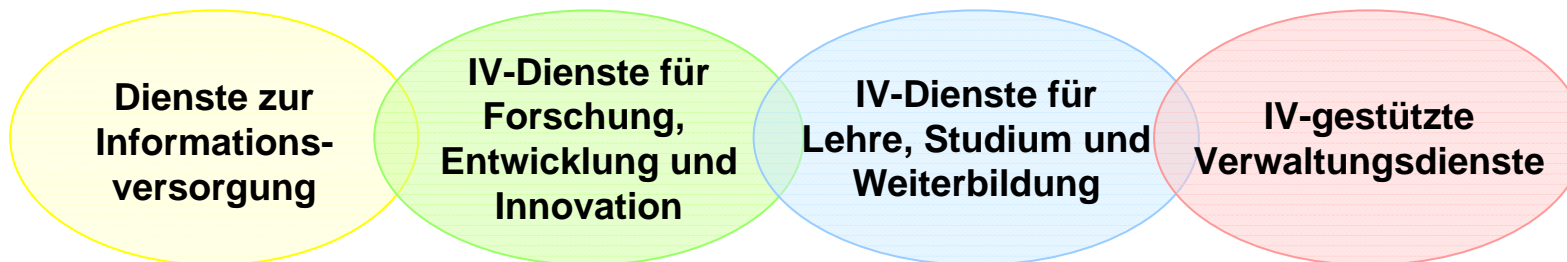 Dienste zur
Informations-
versorgung
IV-Dienste für
Forschung,
Entwicklung und
Innovation
IV-Dienste für
Lehre, Studium und
Weiterbildung
IV-gestützte
Verwaltungsdienste